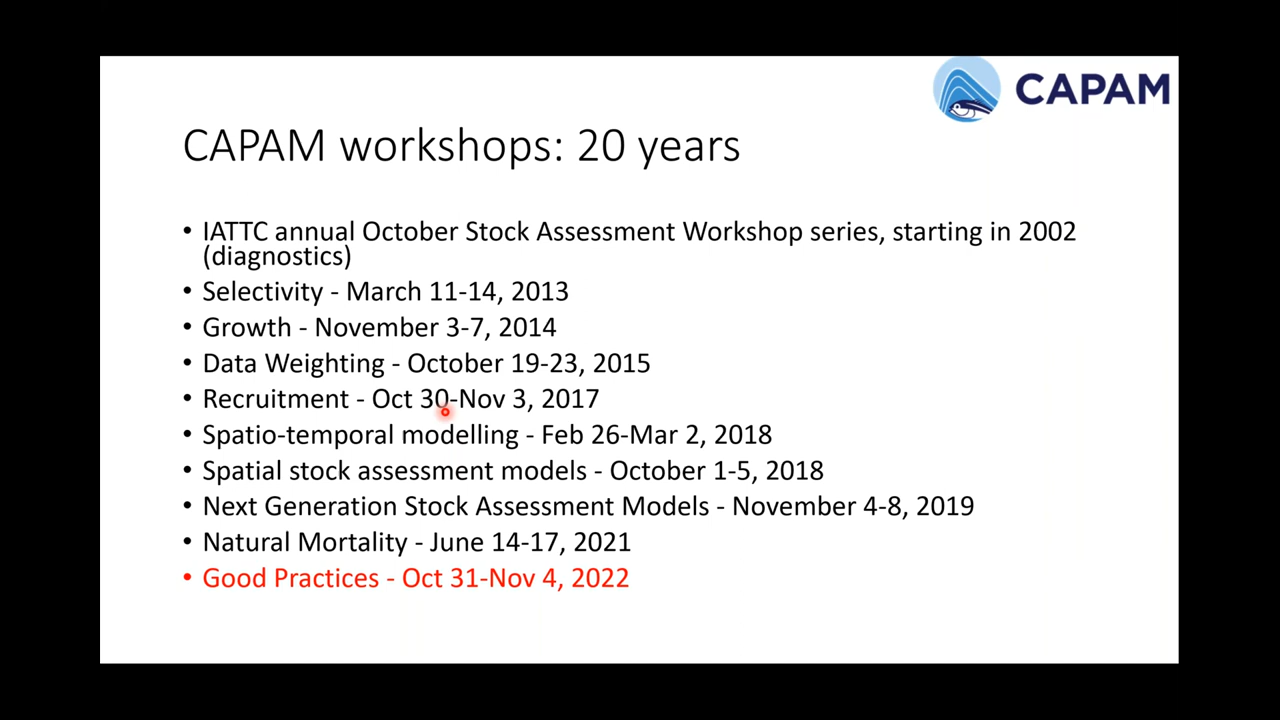 CAPAM
CAPAM workshops: 20 years
• IATTC annual October Stock Assessment Workshop series, starting in 2002
(diagnostics)
• Selectivity - March 11-14, 2013
• Growth - November 3-7, 2014
• Data Weighting - October 19-23, 2015
• Recruitment - Oct 30-Nov 3, 2017
• Spatio-temporal modelling - Feb 26-Mar 2, 2018
• Spatial stock assessment models - October 1-5, 2018
• Next Generation Stock Assessment Models - November 4-8, 2019
• Natural Mortality - June 14-17, 2021
• Good Practices - Oct 31-Nov 4, 2022